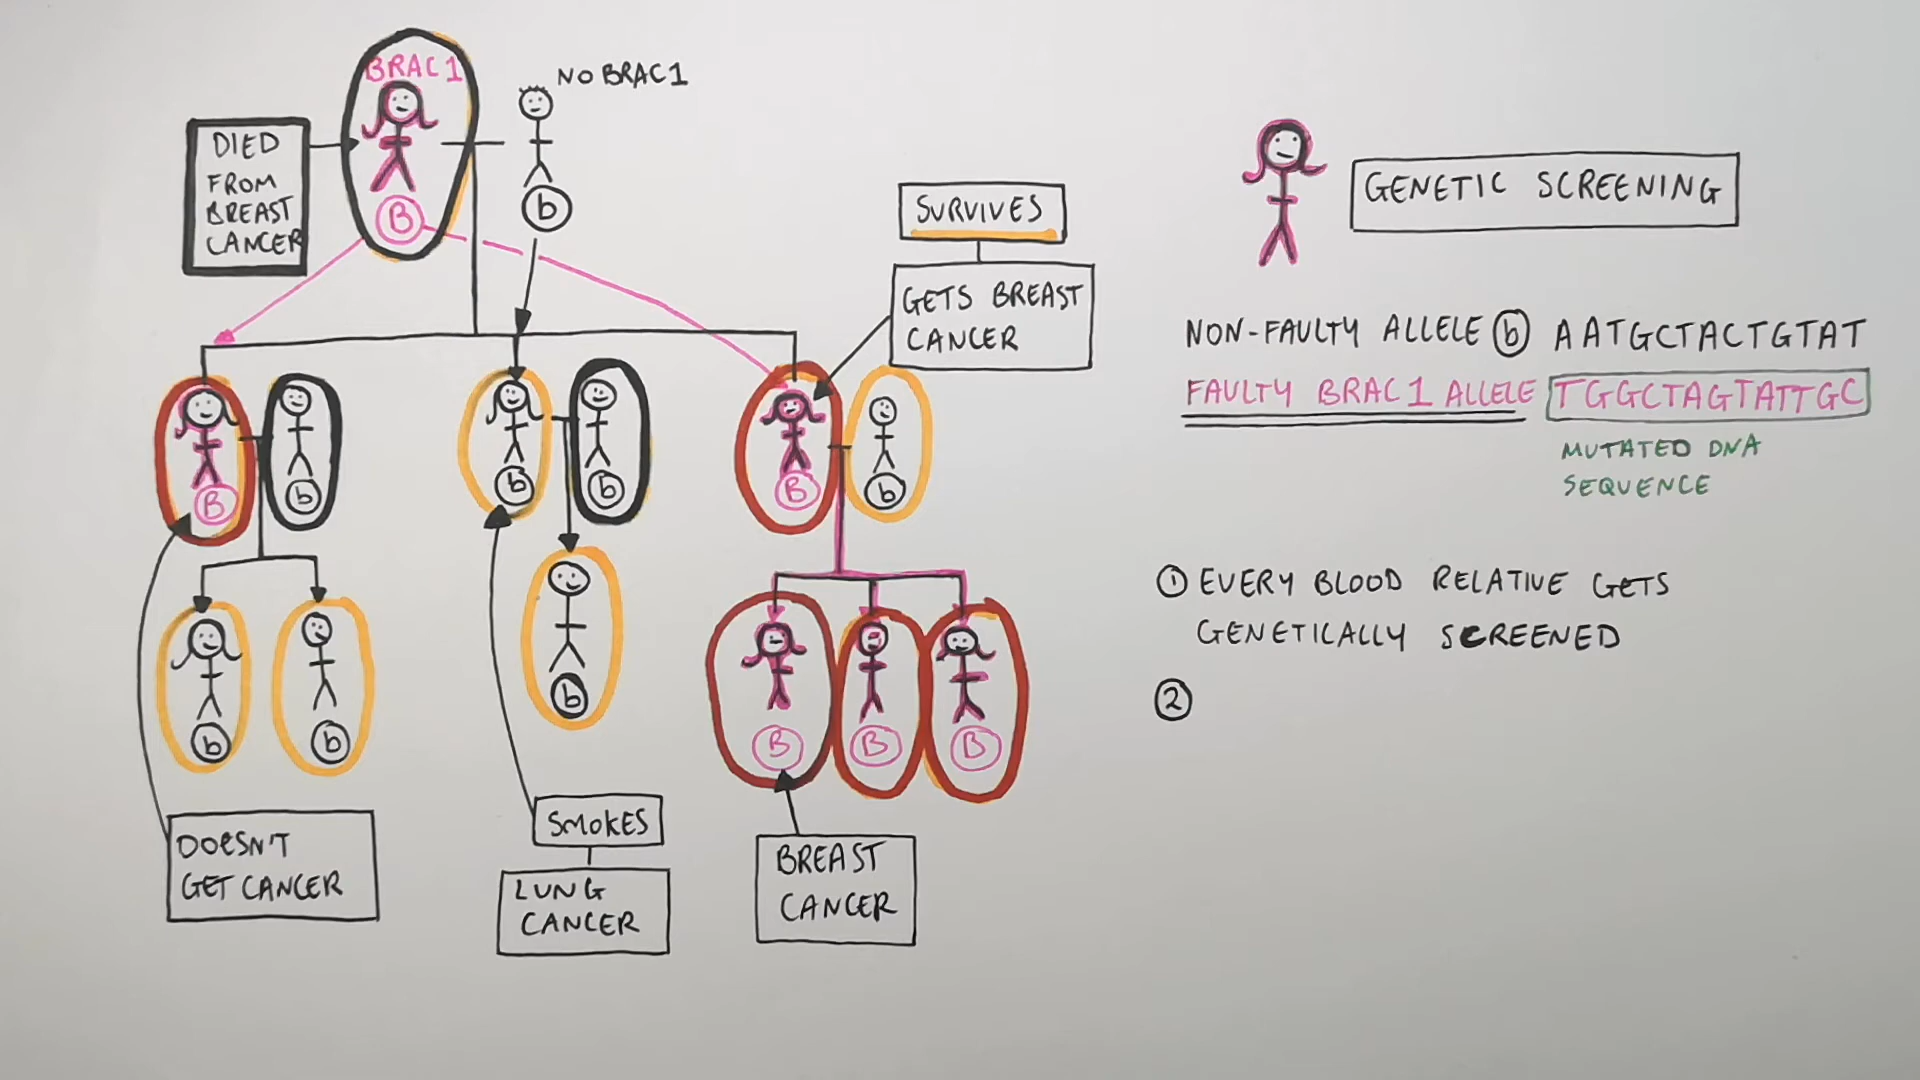 BRAC1
NO BRAC1
DIED
FROM
BREAST
CANCER
B
b
SURVIVES
GETS BREAST
CANCER
B
b
b
b
B
b
b
b
b
B
B
B
DOESN'T
GET CANCER
SMOKES
LUNG
CANCER
BREAST
CANCER
GENETIC SCREENING
NON-FAULTY ALLELE b AATGCTACTGTAT
FAULTY BRAC1 ALLELE TGGCTAGTATTGC
MUTATED DNA
SEQUENCE
① EVERY BLOOD RELATIVE GETS
GENETICALLY SCREENED
②